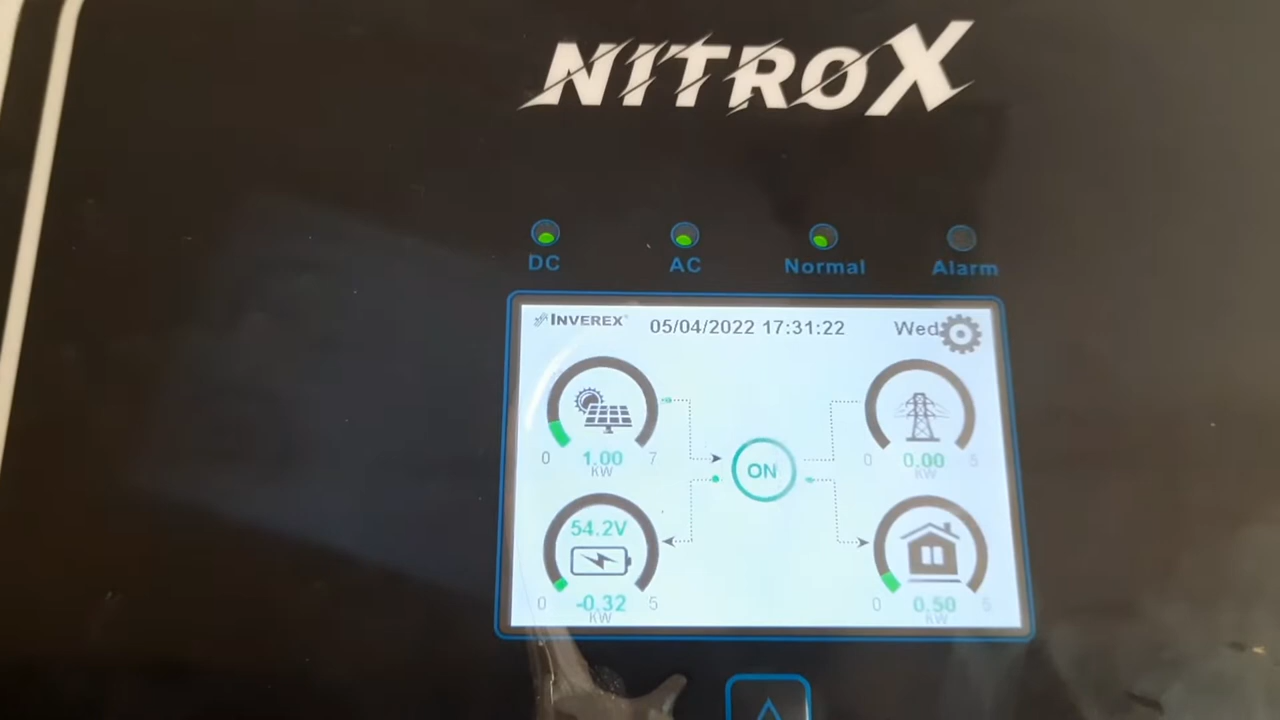 NITROX
DC AC Normal Alarm
INVEREX® 05/04/2022 17:31:22 Wed
0 1.00 7 0 0.00 5
KW KW
ON
54.2V
0 -0.32 5 0 0.50
KW KW